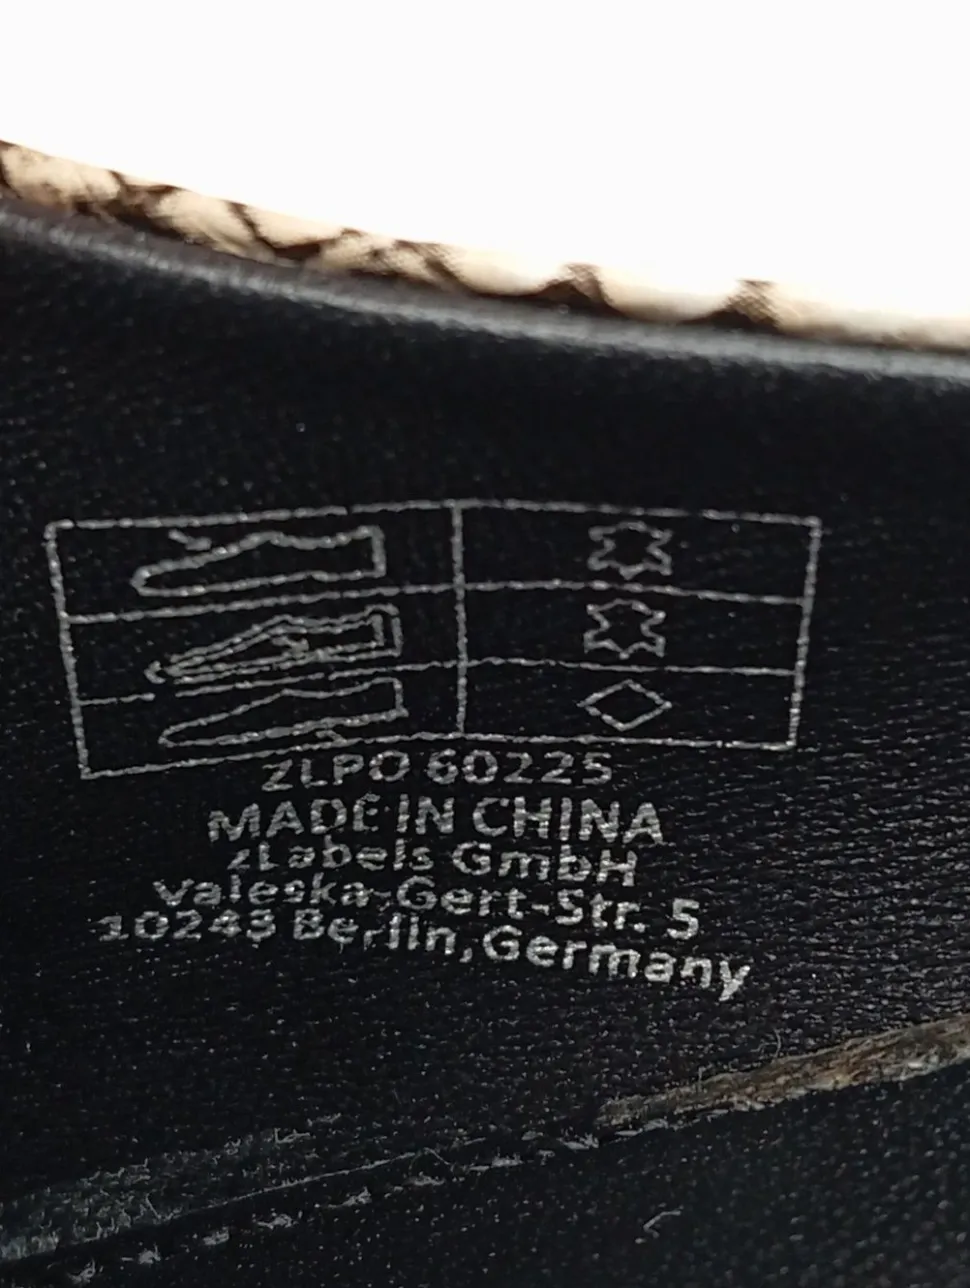 ZLPO 60225
MADE IN CHINA
zLabels GmbH
Valeska-Gert-Str. 5
10243 Berlin, Germany